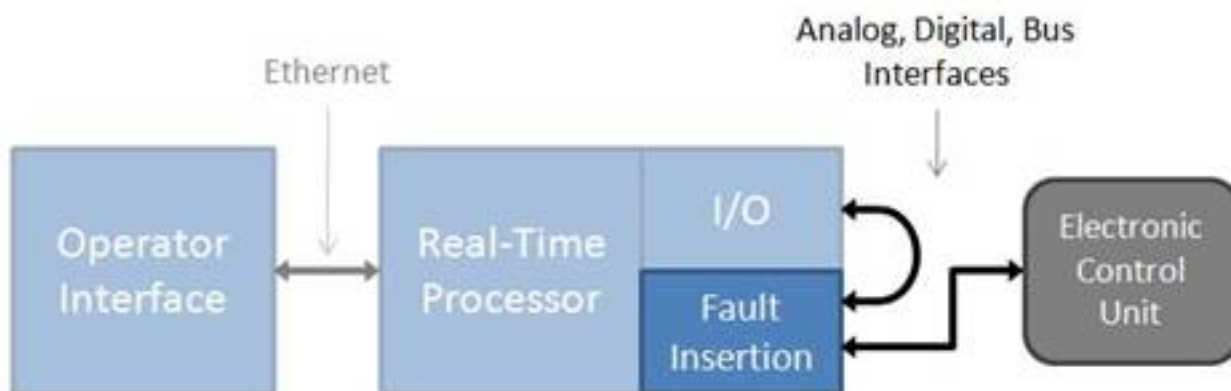 Analog, Digital, Bus
Interfaces
Ethernet
Operator
Interface
Real-Time
Processor
I/O
Fault
Insertion
Electronic
Control
Unit